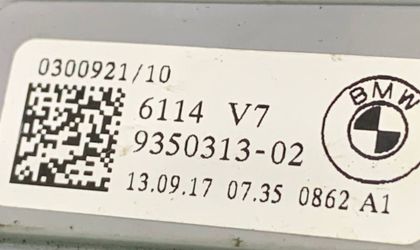 0300921/10
6114 V7
9350313-02
13.09.17 07.35 0862 A1
BMW